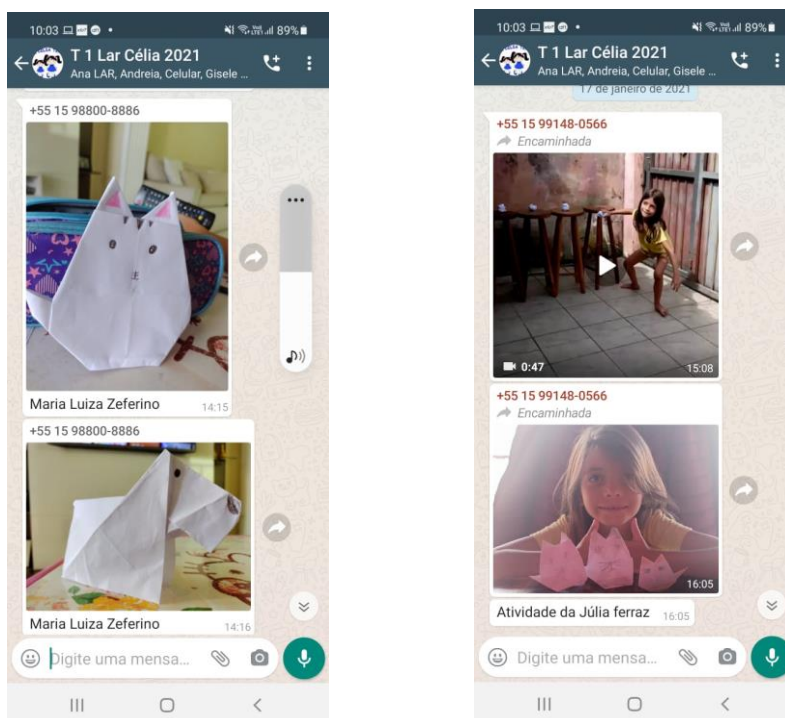 10:03
89%
T 1 Lar Célia 2021
Ana LAR, Andreia, Celular, Gisele ...
+55 15 98800-8886
Maria Luiza Zeferino
14:15
+55 15 98800-8886
Maria Luiza Zeferino
14:16
Digite uma mensa...
10:03
89%
T 1 Lar Célia 2021
Ana LAR, Andreia, Celular, Gisele ...
17 de janeiro de 2021
+55 15 99148-0566
Encaminhada
0:47
15:08
+55 15 99148-0566
Encaminhada
16:05
Atividade da Júlia ferraz
16:05
Digite uma mensa...